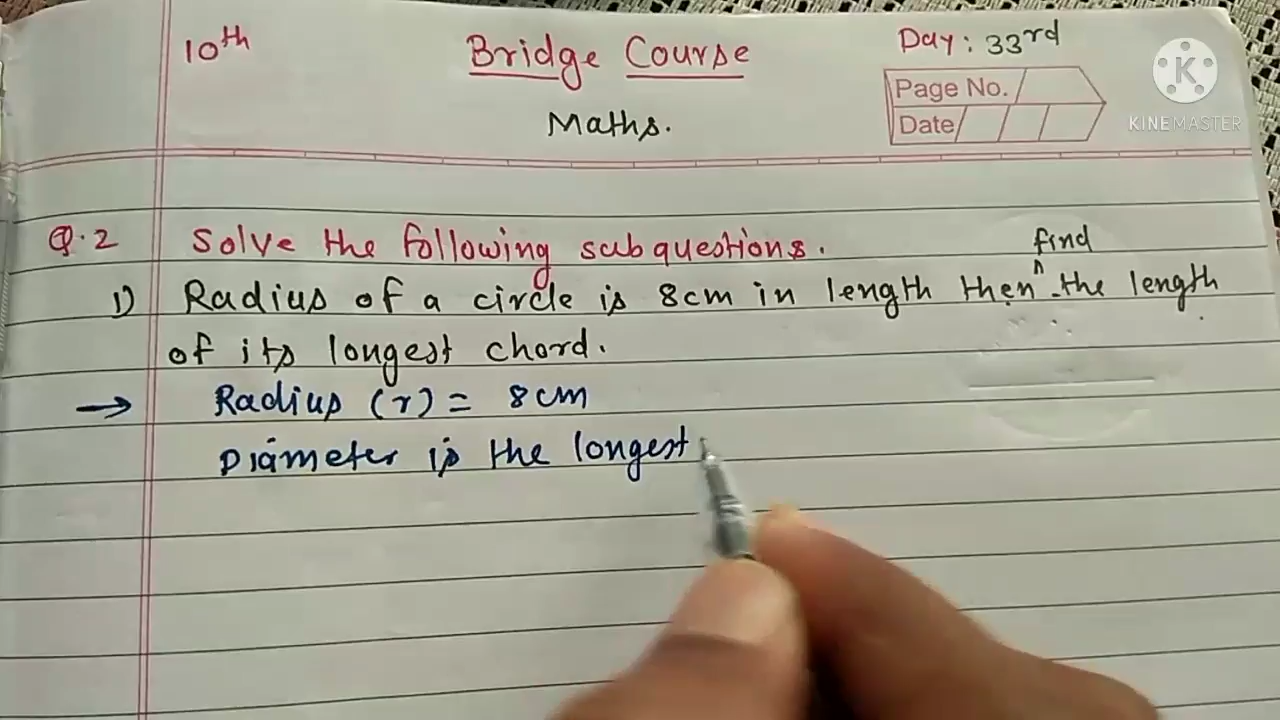 10th
Bridge Course
Day: 33rd
Maths.
Page No.
Date
KINEMASTER
Q.2 Solve the following subquestions.
find
1) Radius of a circle is 8cm in length then ^ the length
of its longest chord.
→ Radius (r) = 8cm
Diameter is the longest